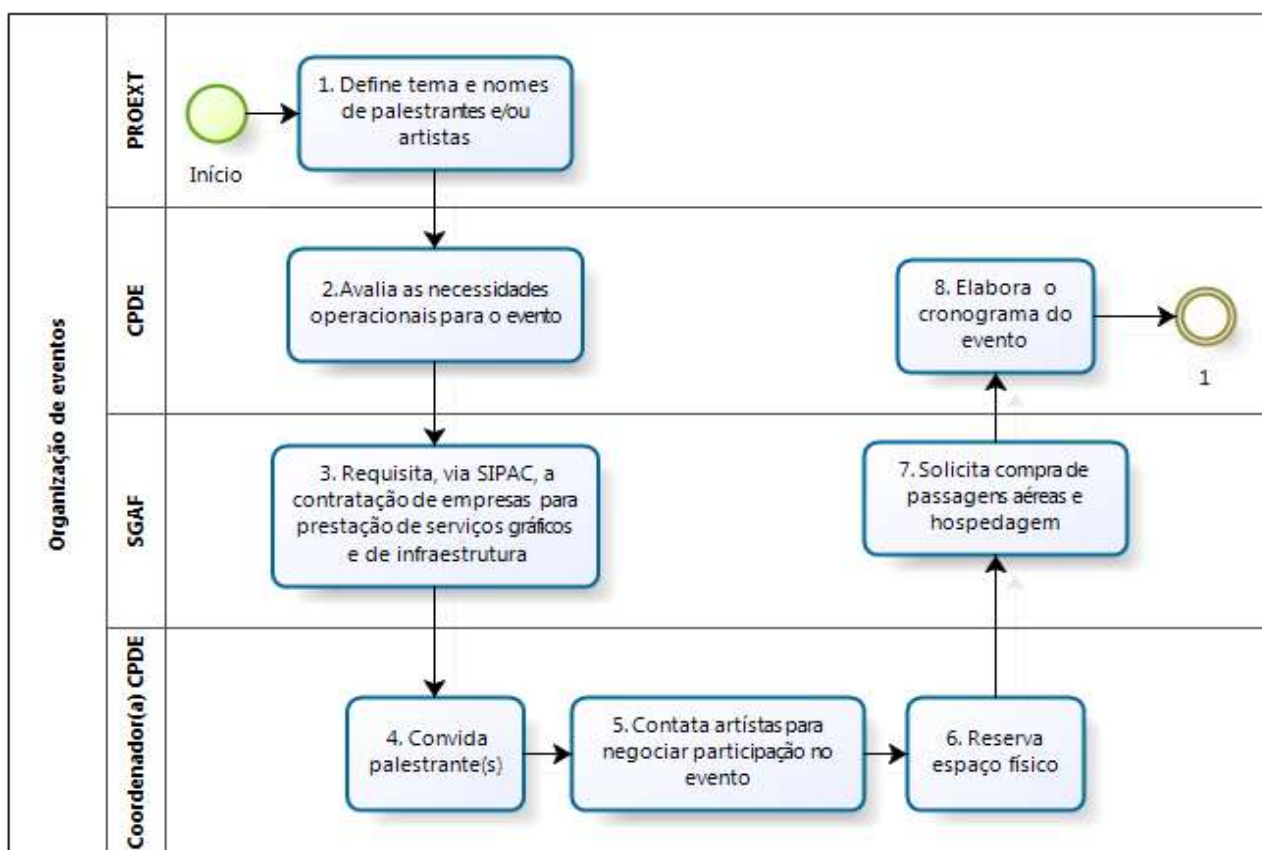 Organização de eventos
PROEXT
Início
1. Define tema e nomes
de palestrantes e/ou
artistas
CPDE
2.Avalia as necessidades
operacionais para o evento
8. Elabora o
cronograma do
evento
1
SGAF
3. Requisita, via SIPAC, a
contratação de empresas para
prestação de serviços gráficos
e de infraestrutura
7. Solicita compra de
passagens aéreas e
hospedagem
Coordenador(a) CPDE
4. Convida
palestrante(s)
5. Contata artístas para
negociar participação no
evento
6. Reserva
espaço físico